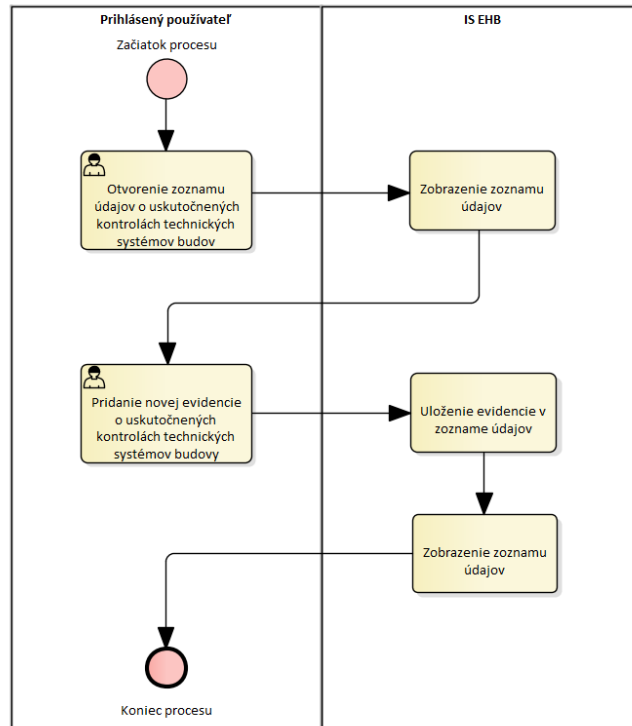 Prihlásený používateľ
IS EHB
Začiatok procesu
Otvorenie zoznamu
údajov o uskutočnených
kontrolách technických
systémov budov
Zobrazenie zoznamu
údajov
Pridanie novej evidencie
o uskutočnených
kontrolách technických
systémov budovy
Uloženie evidencie v
zozname údajov
Zobrazenie zoznamu
údajov
Koniec procesu